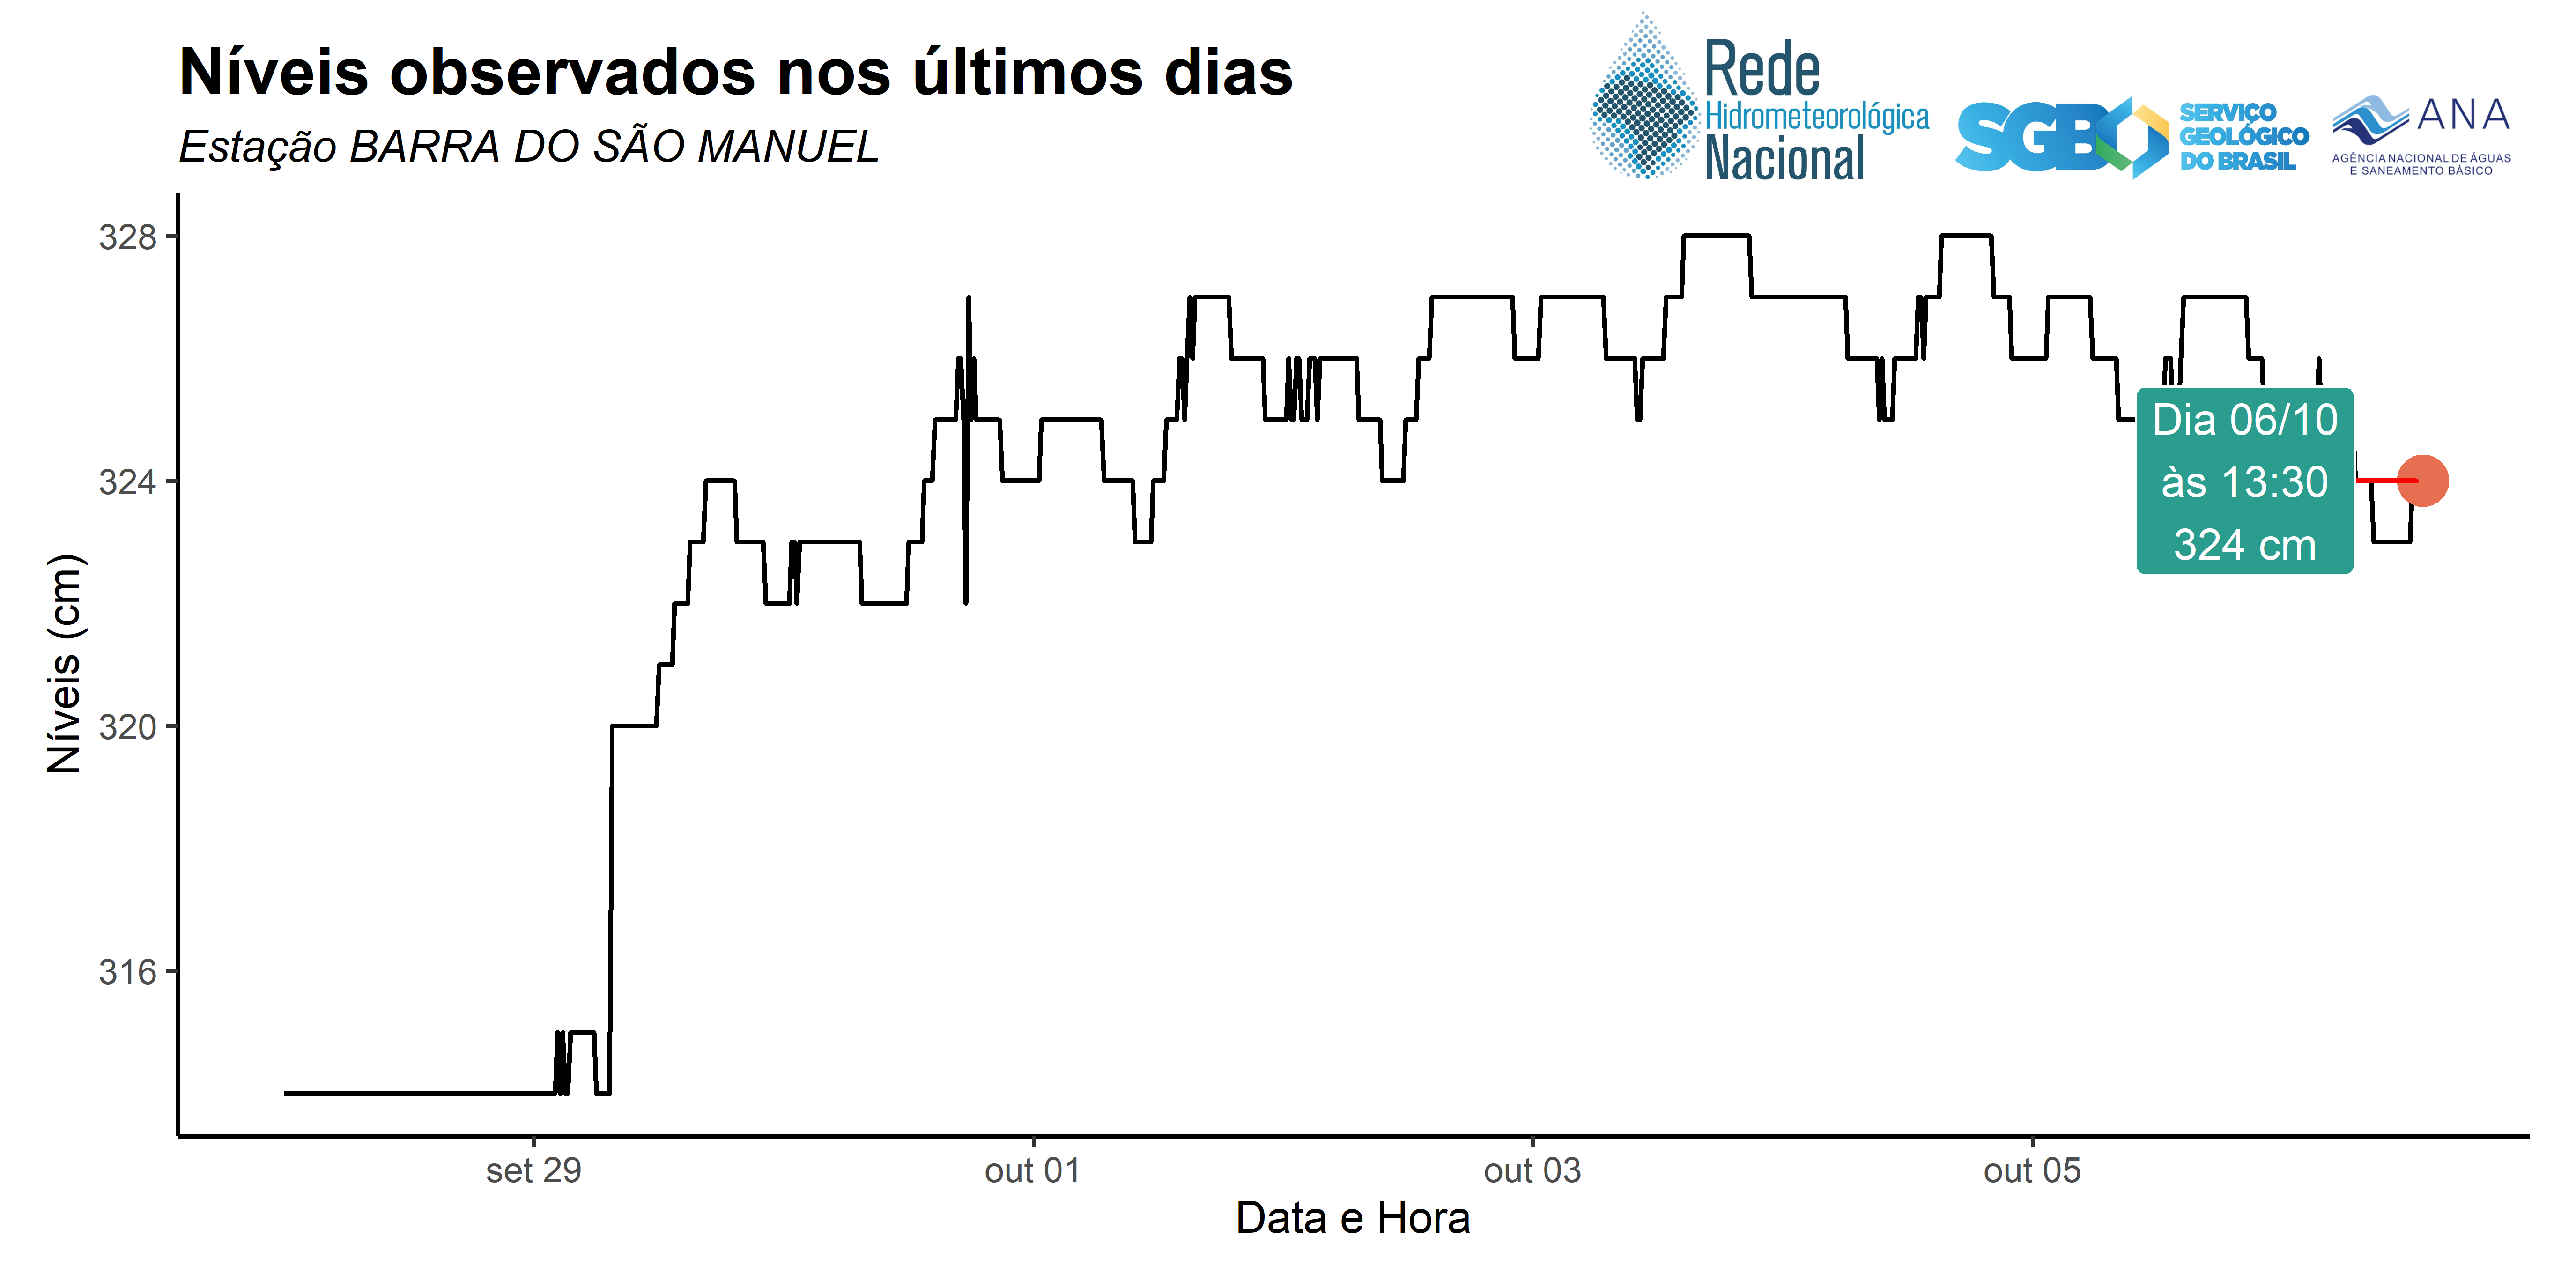 Níveis observados nos últimos dias
Estação BARRA DO SÃO MANUEL
Rede
Hidrometeorológica
Nacional
SGB
SERVIÇO
GEOLÓGICO
DO BRASIL
ANA
AGÊNCIA NACIONAL DE ÁGUAS
E SANEAMENTO BÁSICO
Níveis (cm)
328
324
320
316
Dia 06/10
às 13:30
324 cm
set 29
out 01
out 03
out 05
Data e Hora